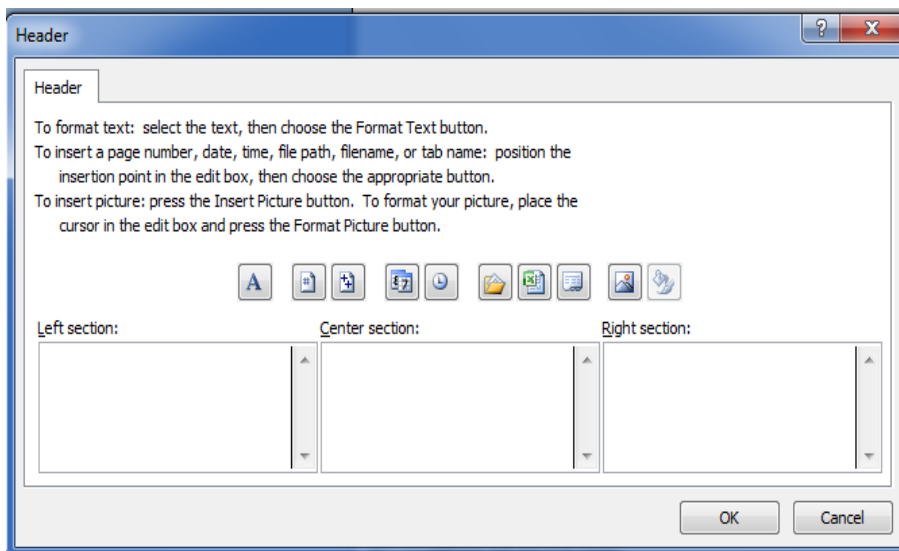 Header
Header
To format text: select the text, then choose the Format Text button.
To insert a page number, date, time, file path, filename, or tab name: position the
insertion point in the edit box, then choose the appropriate button.
To insert picture: press the Insert Picture button. To format your picture, place the
cursor in the edit box and press the Format Picture button.
A
Left section: Center section: Right section:
OK Cancel